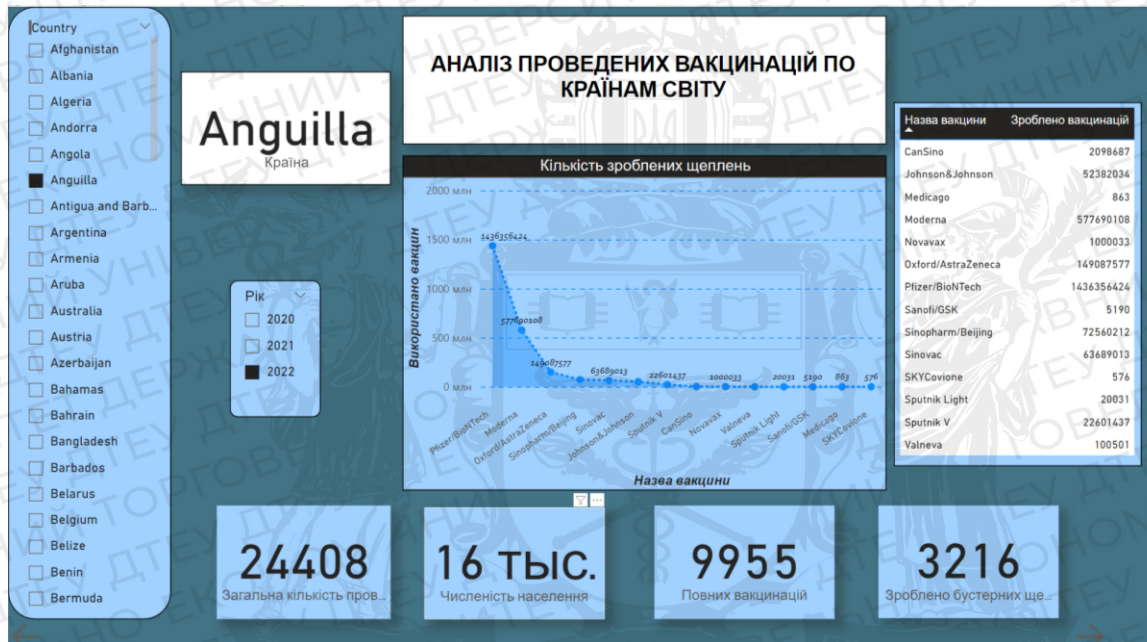 Country
Afghanistan
Albania
Algeria
Andorra
Angola
Anguilla
Antigua and Barb...
Argentina
Armenia
Aruba
Australia
Austria
Azerbaijan
Bahamas
Bahrain
Bangladesh
Barbados
Belarus
Belgium
Belize
Benin
Bermuda
Anguilla
Країна
Рік
2020
2021
2022
АНАЛІЗ ПРОВЕДЕНИХ ВАКЦИНАЦІЙ ПО
КРАЇНАМ СВІТУ
Кількість зроблених щеплень
Використано вакцин
2000 млн
1500 млн
1000 млн
500 млн
0 млн
1436356424
577690108
149087577
63689013
22601437
1000033
20031
5190
863
576
Pfizer/BioNTech
Moderna
Oxford/AstraZeneca
Sinopharm/Beijing
Sinovac
Johnson&Johnson
Sputnik V
CanSino
Novavax
Valneva
Sputnik Light
Sanofi/GSK
Medicago
SKYCovione
Назва вакцини
Назва вакцини Зроблено вакцинацій
CanSino 2098687
Johnson&Johnson 52382034
Medicago 863
Moderna 577690108
Novavax 1000033
Oxford/AstraZeneca 149087577
Pfizer/BioNTech 1436356424
Sanofi/GSK 5190
Sinopharm/Beijing 72560212
Sinovac 63689013
SKYCovione 576
Sputnik Light 20031
Sputnik V 22601437
Valneva 100501
24408
Загальна кількість пров...
16 тыс.
Численість населення
9955
Повних вакцинацій
3216
Зроблено бустерних ще...